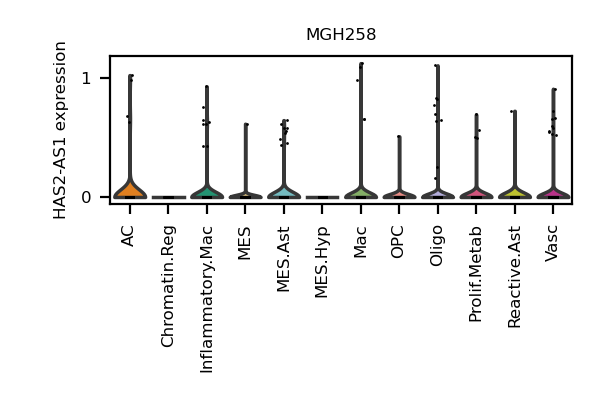 MGH258
HAS2-AS1 expression
1
0
AC
Chromatin.Reg
Inflammatory.Mac
MES
MES.Ast
MES.Hyp
Mac
OPC
Oligo
Prolif.Metab
Reactive.Ast
Vasc